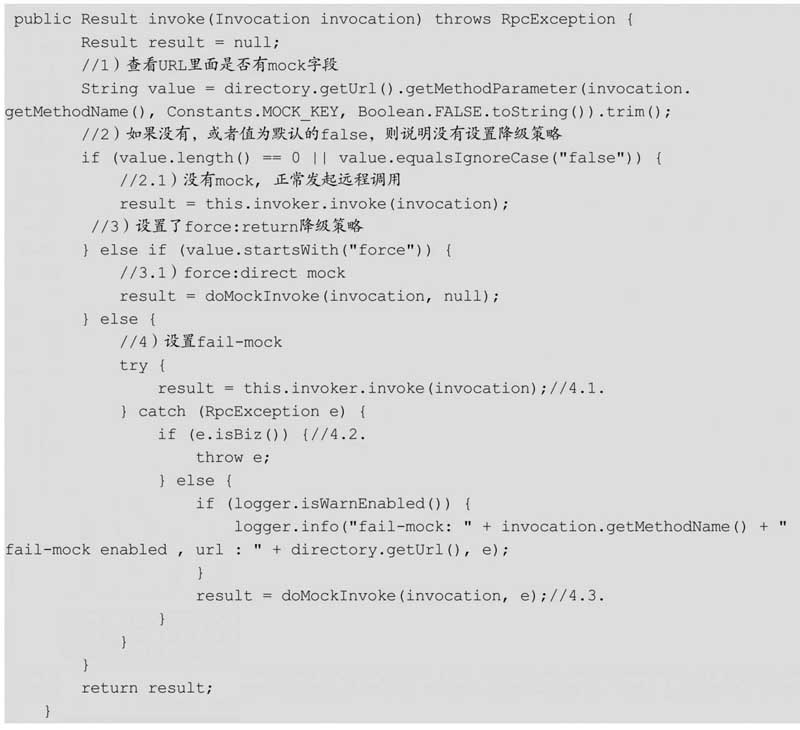 public Result invoke(Invocation invocation) throws RpcException {
Result result = null;
//1）查看URL里面是否有mock字段
String value = directory.getUrl().getMethodParameter(invocation.
getMethodName(), Constants.MOCK_KEY, Boolean.FALSE.toString()).trim();
//2）如果没有，或者值为默认的false，则说明没有设置降级策略
if (value.length() == 0 || value.equalsIgnoreCase("false")) {
//2.1）没有mock，正常发起远程调用
result = this.invoker.invoke(invocation);
//3）设置了force:return降级策略
} else if (value.startsWith("force")) {
//3.1）force:direct mock
result = doMockInvoke(invocation, null);
} else {
//4）设置fail-mock
try {
result = this.invoker.invoke(invocation);//4.1.
} catch (RpcException e) {
if (e.isBiz()) {//4.2.
throw e;
} else {
if (logger.isWarnEnabled()) {
logger.info("fail-mock: " + invocation.getMethodName() + "
fail-mock enabled , url : " + directory.getUrl(), e);
}
result = doMockInvoke(invocation, e);//4.3.
}
}
}
return result;
}